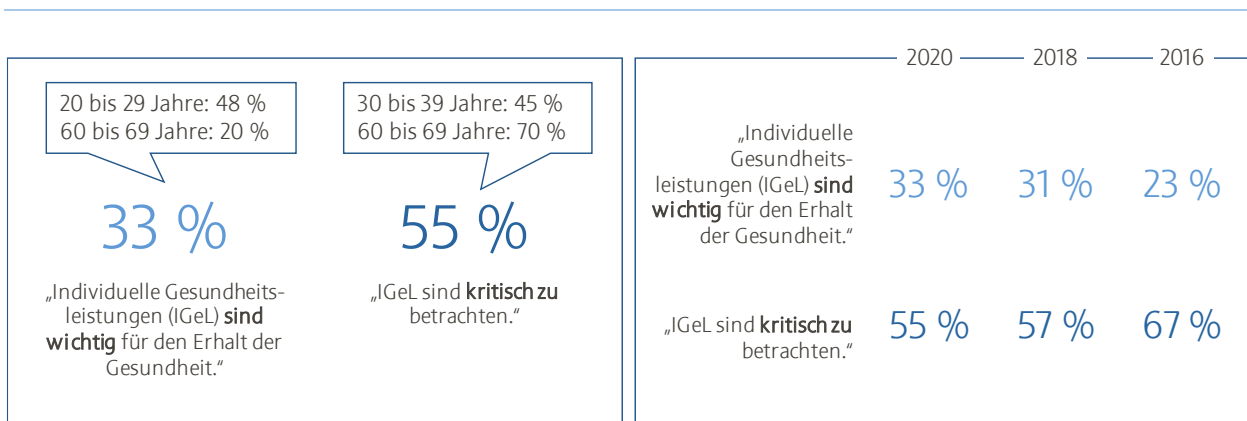 20 bis 29 Jahre: 48 %
60 bis 69 Jahre: 20 %
33 %
„Individuelle Gesundheits-
leistungen (IGeL) sind
wichtig für den Erhalt der
Gesundheit.“
30 bis 39 Jahre: 45 %
60 bis 69 Jahre: 70 %
55 %
„IGeL sind kritisch zu
betrachten.“
2020 2018 2016
„Individuelle
Gesundheits-
leistungen (IGeL) sind
wichtig für den Erhalt
der Gesundheit.“
33 % 31 % 23 %
„IGeL sind kritisch zu
betrachten.“
55 % 57 % 67 %